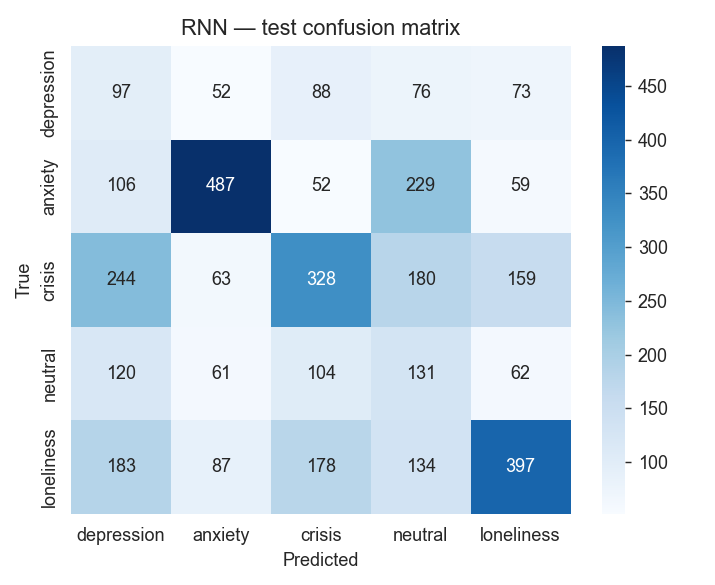 RNN — test confusion matrix
True
depression 97 52 88 76 73
anxiety 106 487 52 229 59
crisis 244 63 328 180 159
neutral 120 61 104 131 62
loneliness 183 87 178 134 397
depression anxiety crisis neutral loneliness
Predicted
450
400
350
300
250
200
150
100